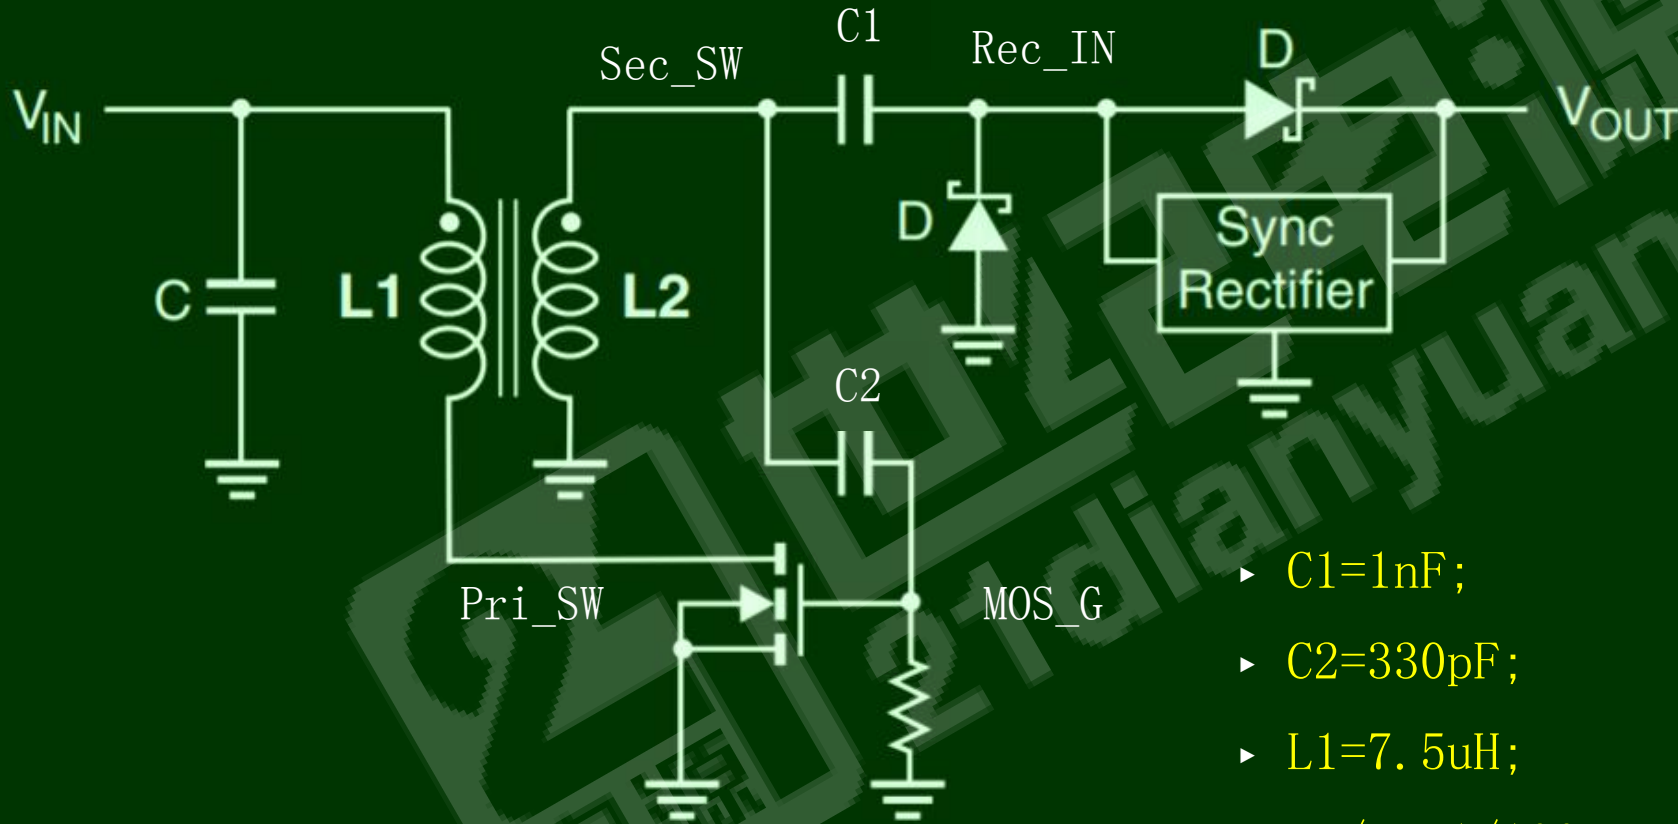 C1
Sec_SW
Rec_IN
D
VIN
VOUT
D
Sync
Rectifier
C
L1
L2
C2
Pri_SW
MOS_G
▸ C1=1nF;
▸ C2=330pF;
▸ L1=7.5uH;
21dianyuan